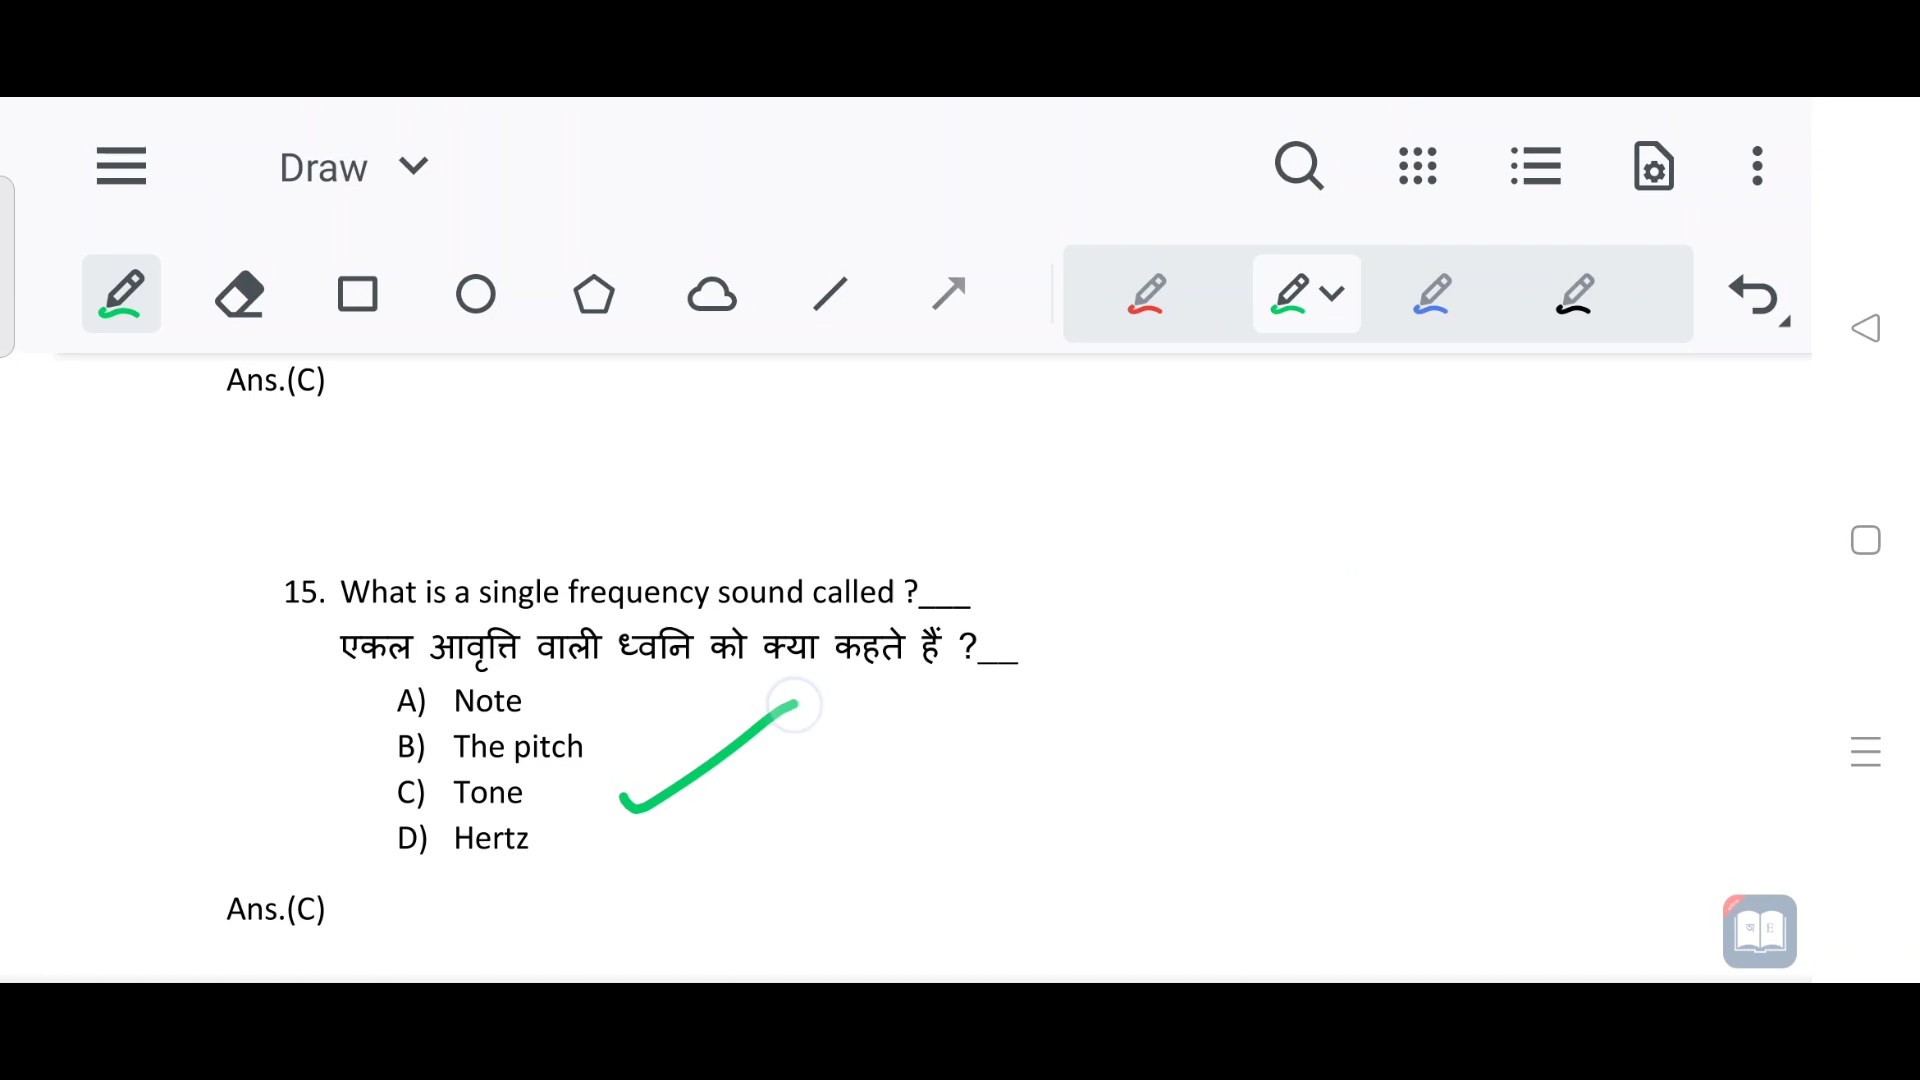 Draw
Ans.(C)
15. What is a single frequency sound called ?___
एकल आवृत्ति वाली ध्वनि को क्या कहते हैं ?__
A) Note
B) The pitch
C) Tone
D) Hertz
Ans.(C)